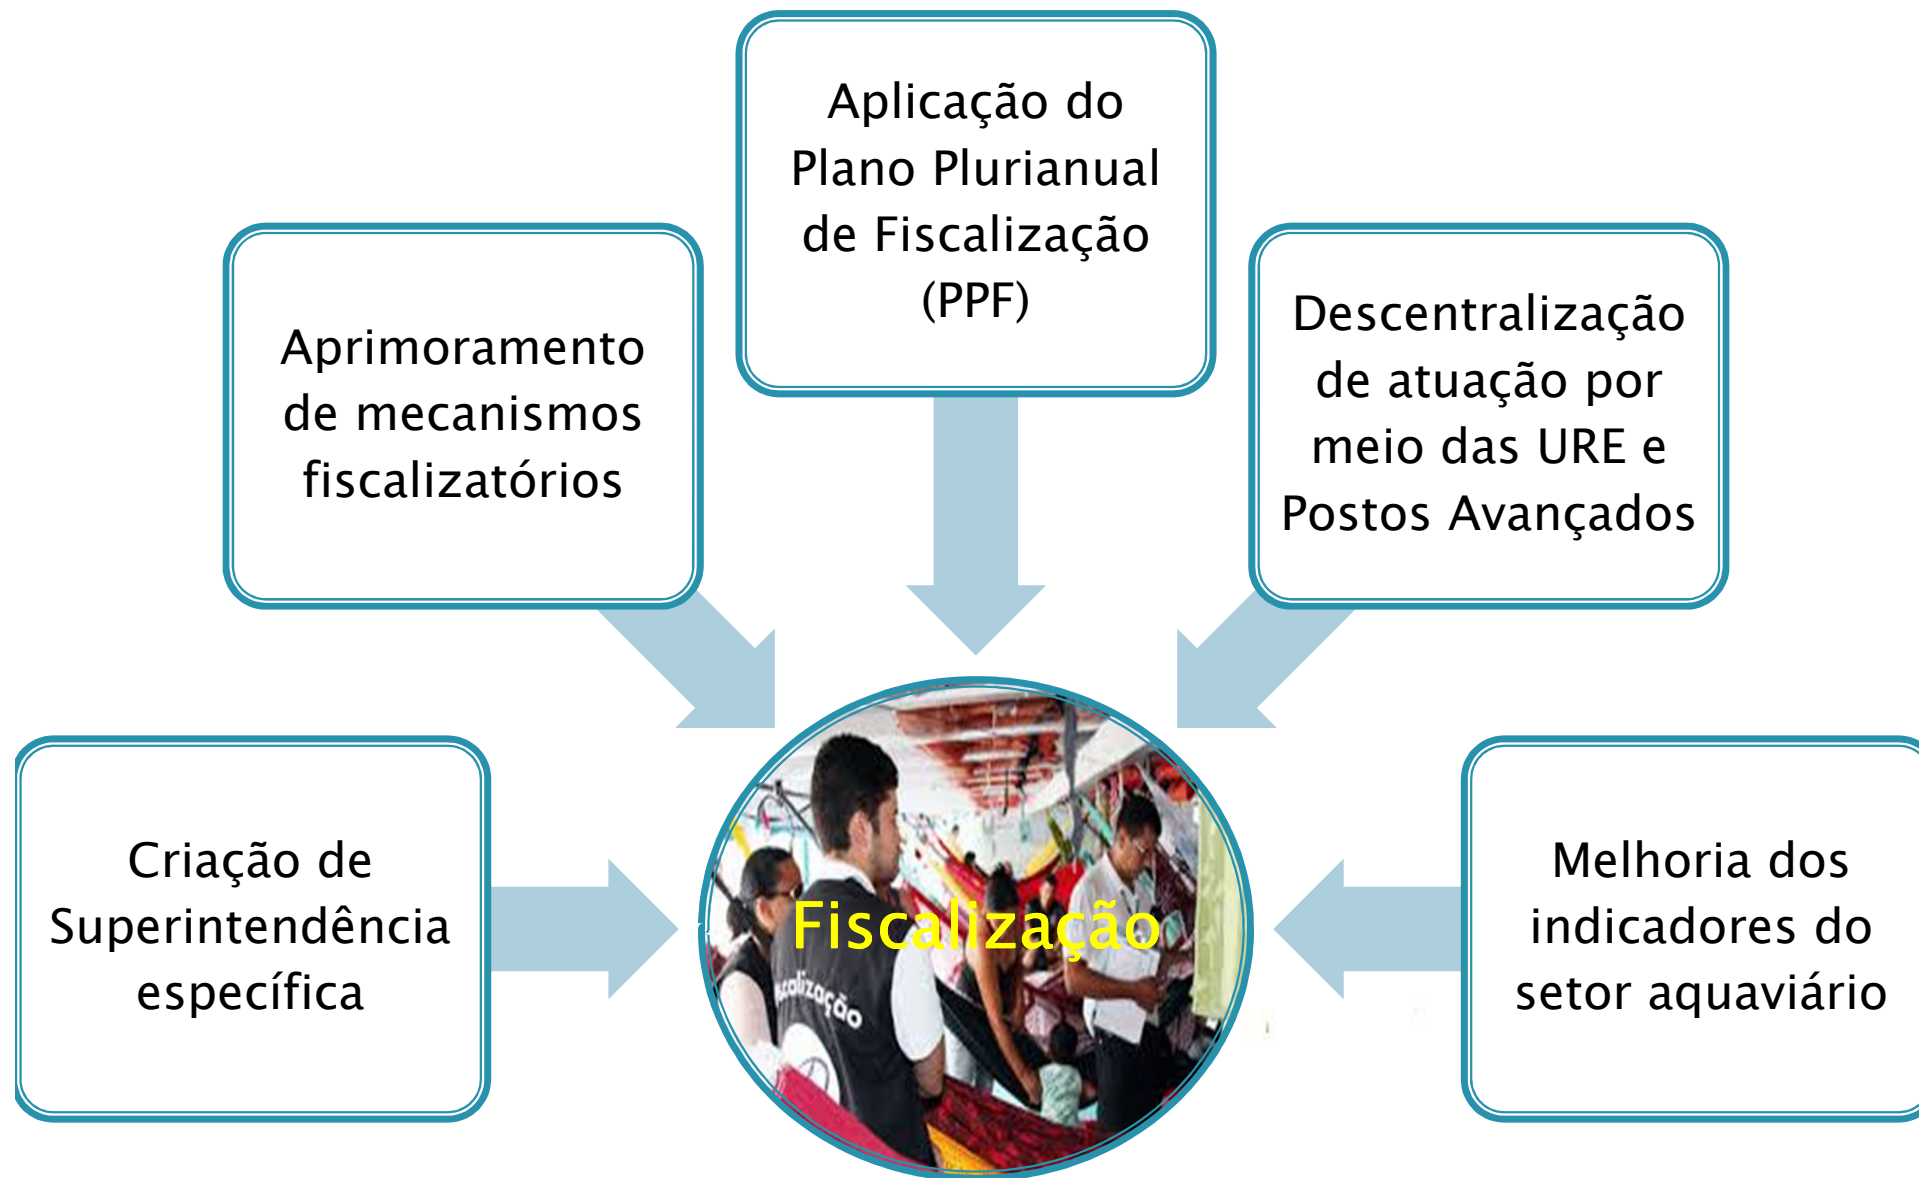 Aplicação do
Plano Plurianual
de Fiscalização
(PPF)
Aprimoramento
de mecanismos
fiscalizatórios
Descentralização
de atuação por
meio das URE e
Postos Avançados
Criação de
Superintendência
específica
Fiscalização
scalização
Melhoria dos
indicadores do
setor aquaviário